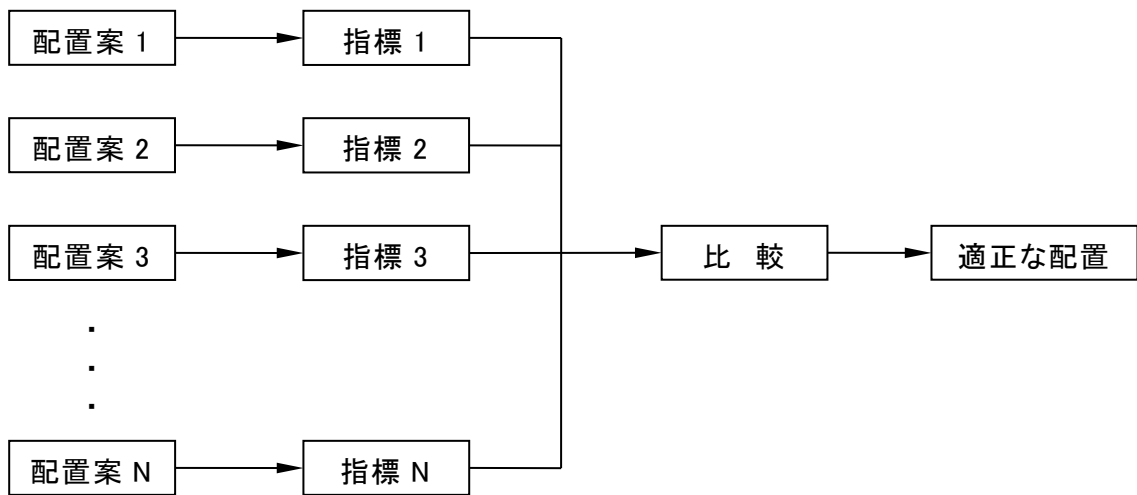 配置案 1
指標 1
配置案 2
指標 2
配置案 3
指標 3
比 較
適正な配置
・
・
・
配置案 N
指標 N